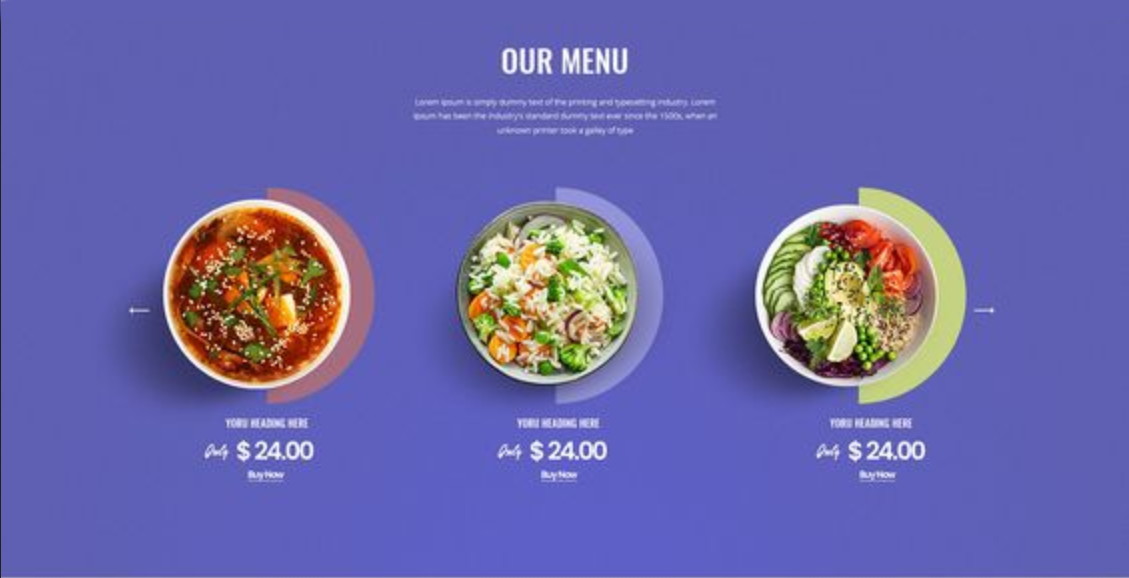 OUR MENU
Lorem Ipsum is simply dummy text of the printing and typesetting industry. Lorem
Ipsum has been the industry's standard dummy text ever since the 1500s, when an
unknown printer took a galley of type
YORU HEADING HERE
YORU HEADING HERE
YORU HEADING HERE
Only $ 24.00
Only $ 24.00
Only $ 24.00
Buy Now
Buy Now
Buy Now